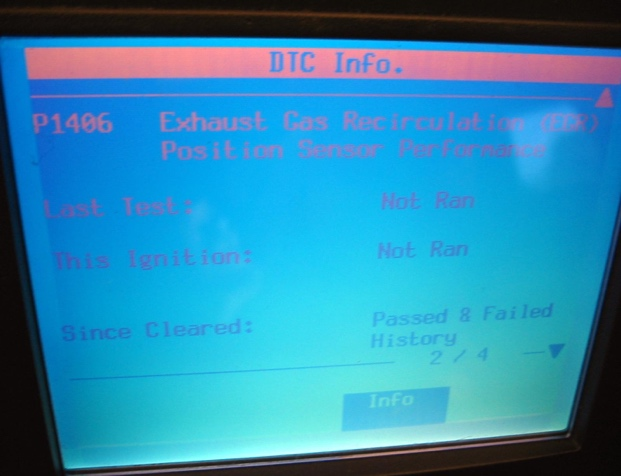 DTC Info.
P1406 Exhaust Gas Recirculation (EGR)
Position Sensor Performance
Last Test: Not Ran
This Ignition: Not Ran
Since Cleared: Passed & Failed
History
2 / 4
Info